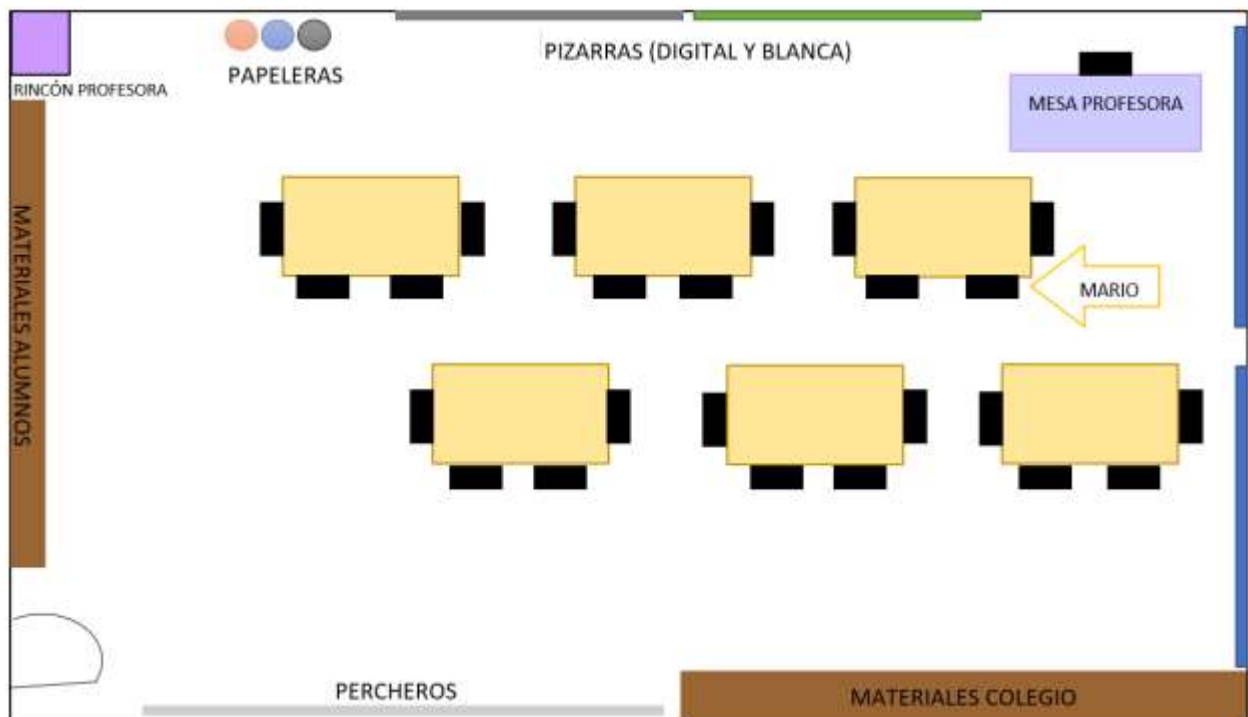 PIZARRAS (DIGITAL Y BLANCA)
PAPELERAS
RINCÓN PROFESORA
MESA PROFESORA
MATERIALES ALUMNOS
MARIO
PERCHEROS
MATERIALES COLEGIO